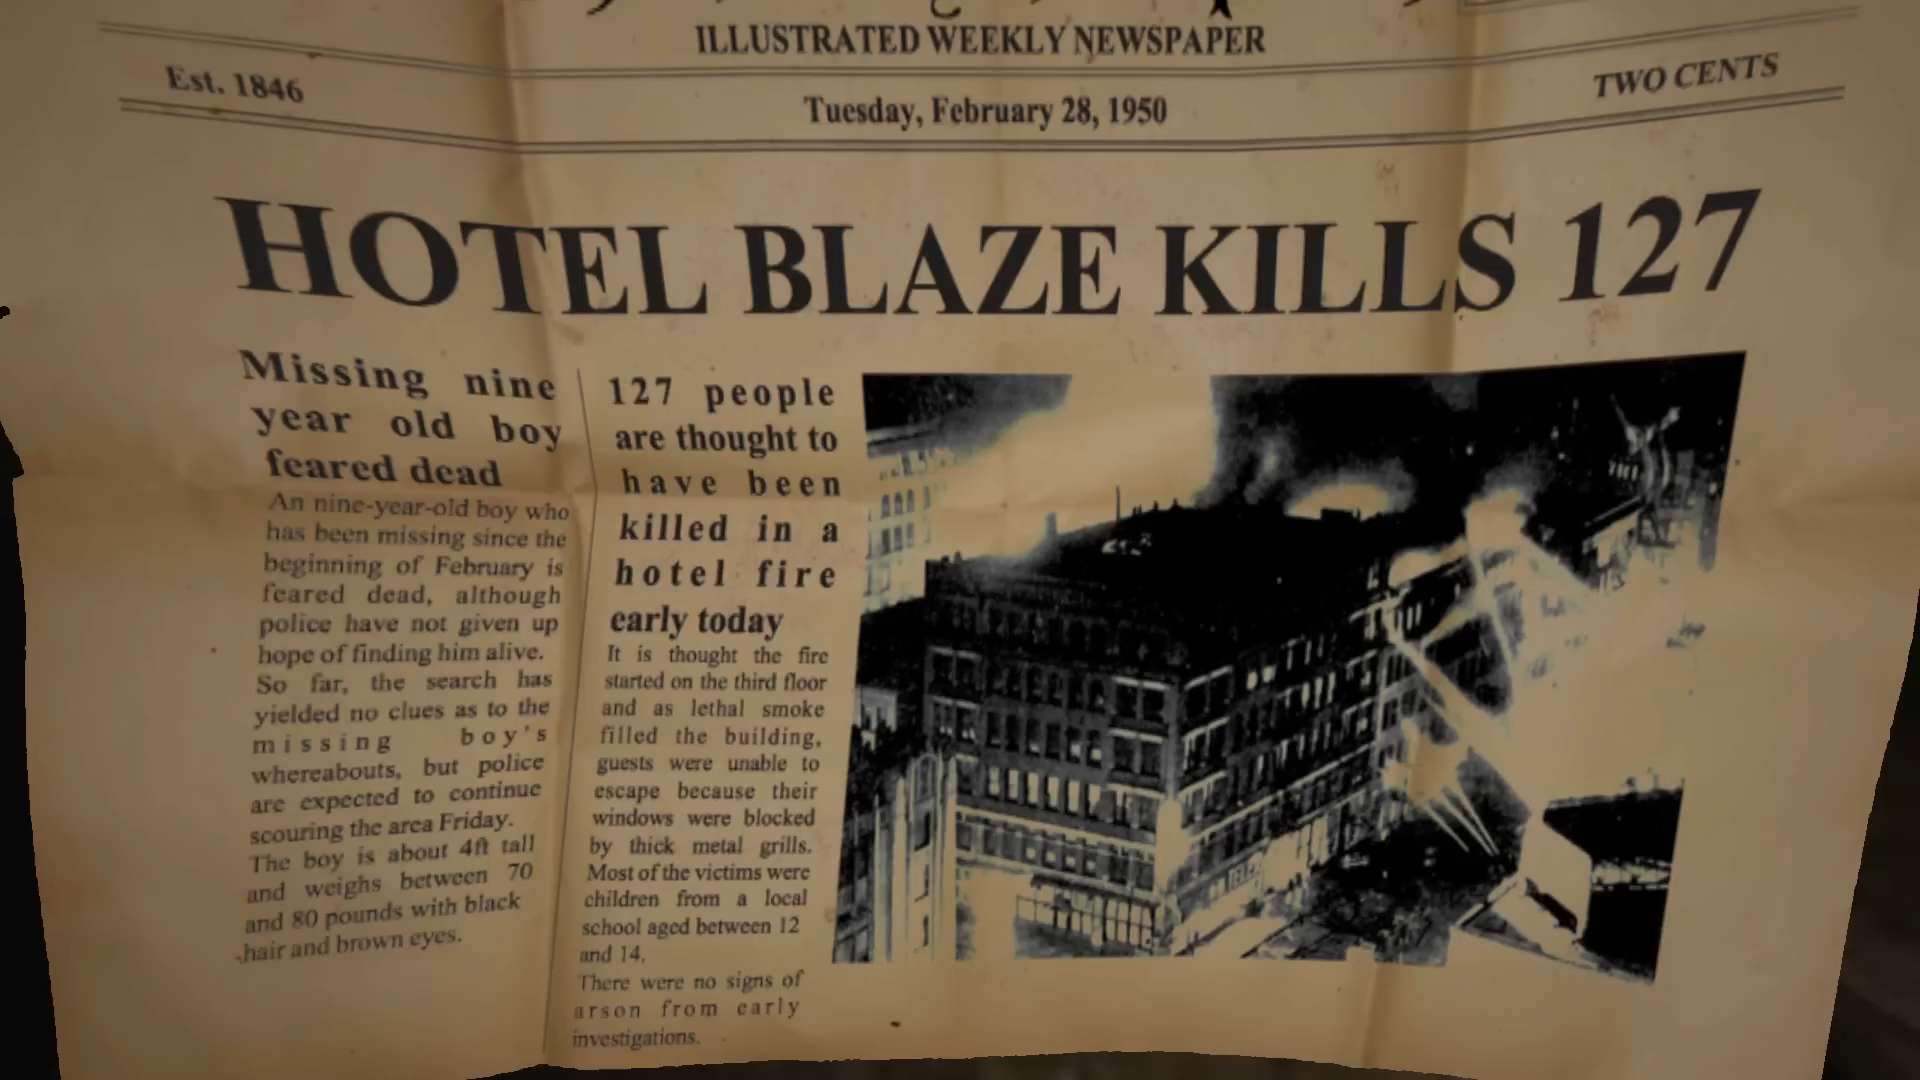 ILLUSTRATED WEEKLY NEWSPAPER
Est. 1846
Tuesday, February 28, 1950
TWO CENTS
HOTEL BLAZE KILLS 127
Missing nine
year old boy
feared dead
An nine-year-old boy who
has been missing since the
beginning of February is
feared dead, although
police have not given up
hope of finding him alive.
So far, the search has
yielded no clues as to the
missing boy's
whereabouts, but police
are expected to continue
scouring the area Friday.
The boy is about 4ft tall
and weighs between 70
and 80 pounds with black
hair and brown eyes.
127 people
are thought to
have been
killed in a
hotel fire
early today
It is thought the fire
started on the third floor
and as lethal smoke
filled the building,
guests were unable to
escape because their
windows were blocked
by thick metal grills.
Most of the victims were
children from a local
school aged between 12
and 14.
There were no signs of
arson from early
investigations.